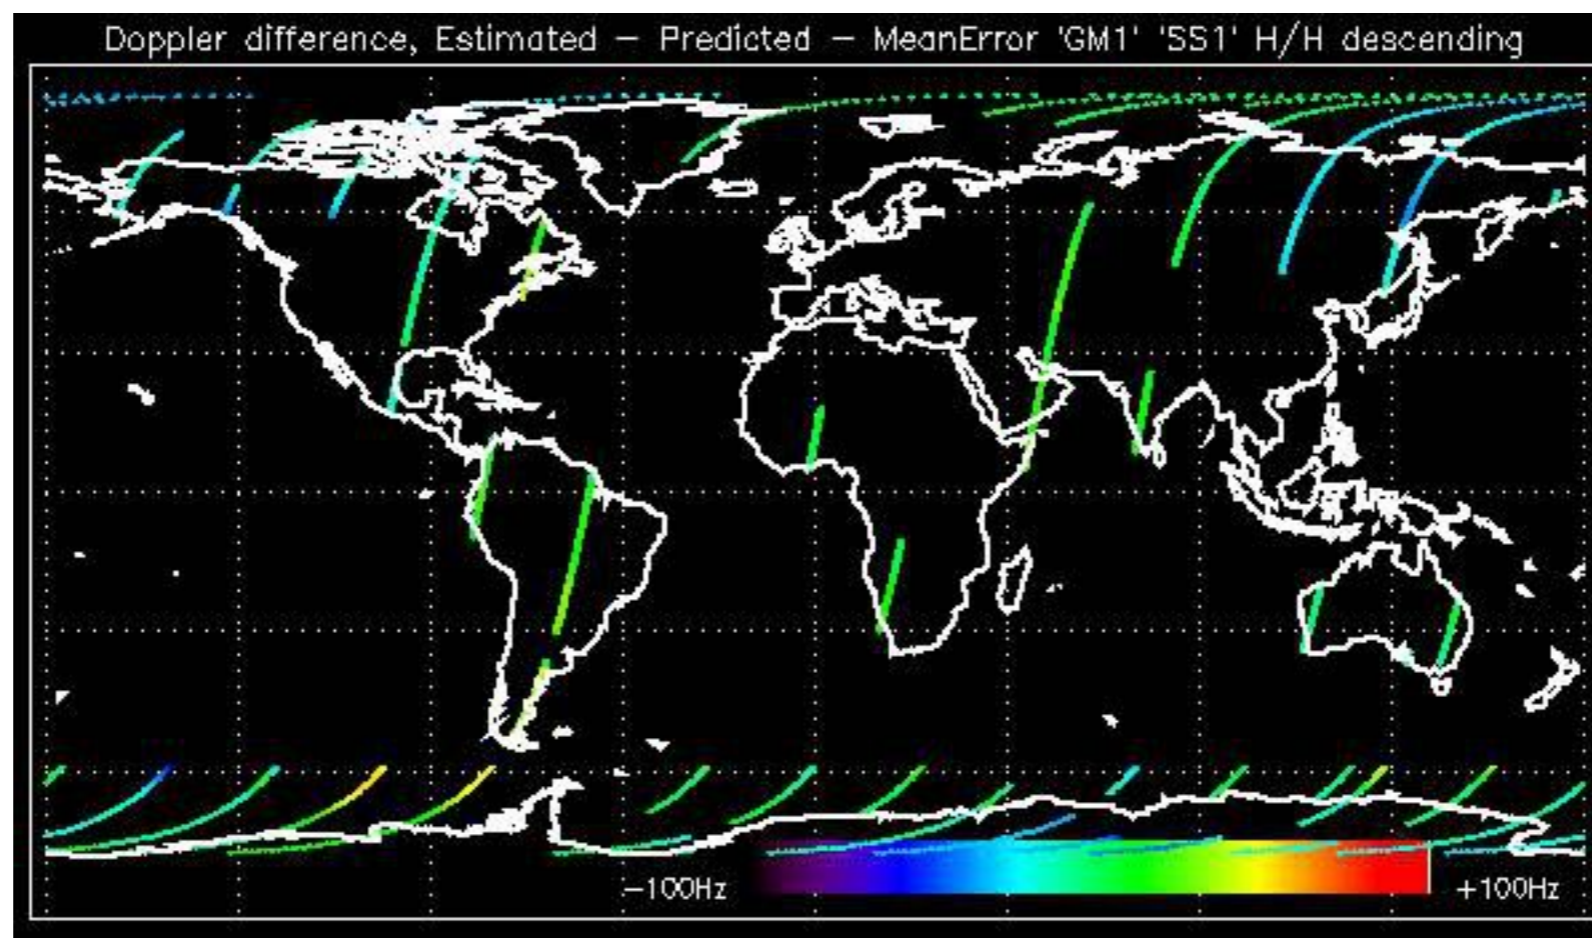 Doppler difference, Estimated – Predicted – MeanError 'GM1' 'SS1' H/H descending
−100Hz
+100Hz